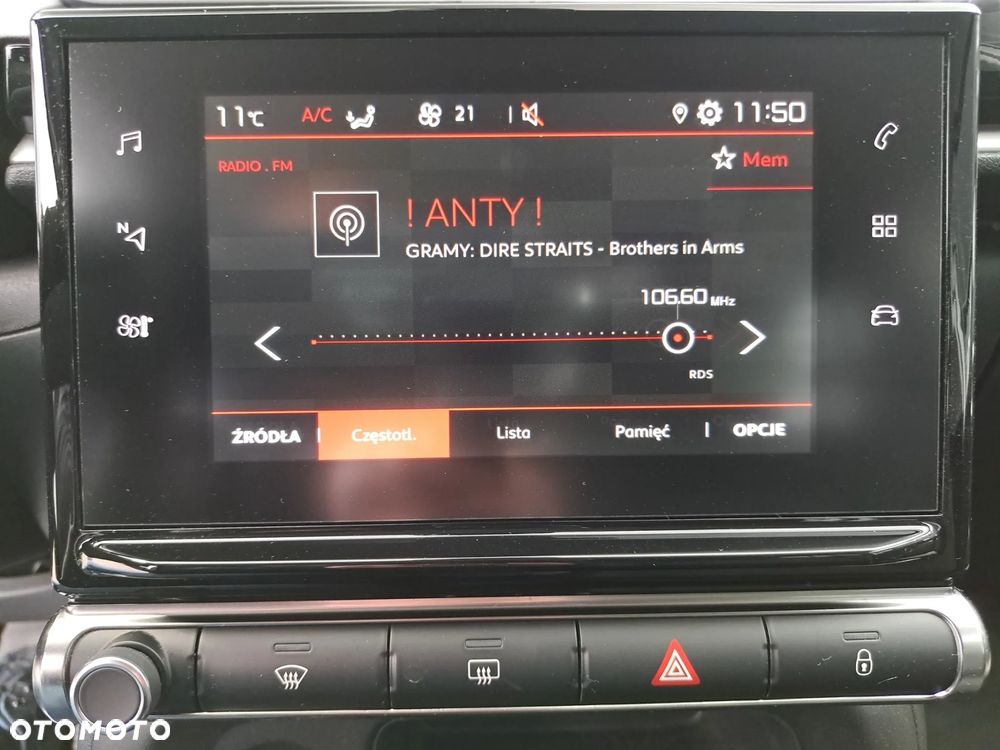 11°C A/C 21 11:50
RADIO . FM
Mem
! ANTY !
GRAMY: DIRE STRAITS - Brothers in Arms
106.60 MHz
RDS
ŹRÓDŁA Częstotl. Lista Pamięć OPCJE
N
OTOMOTO